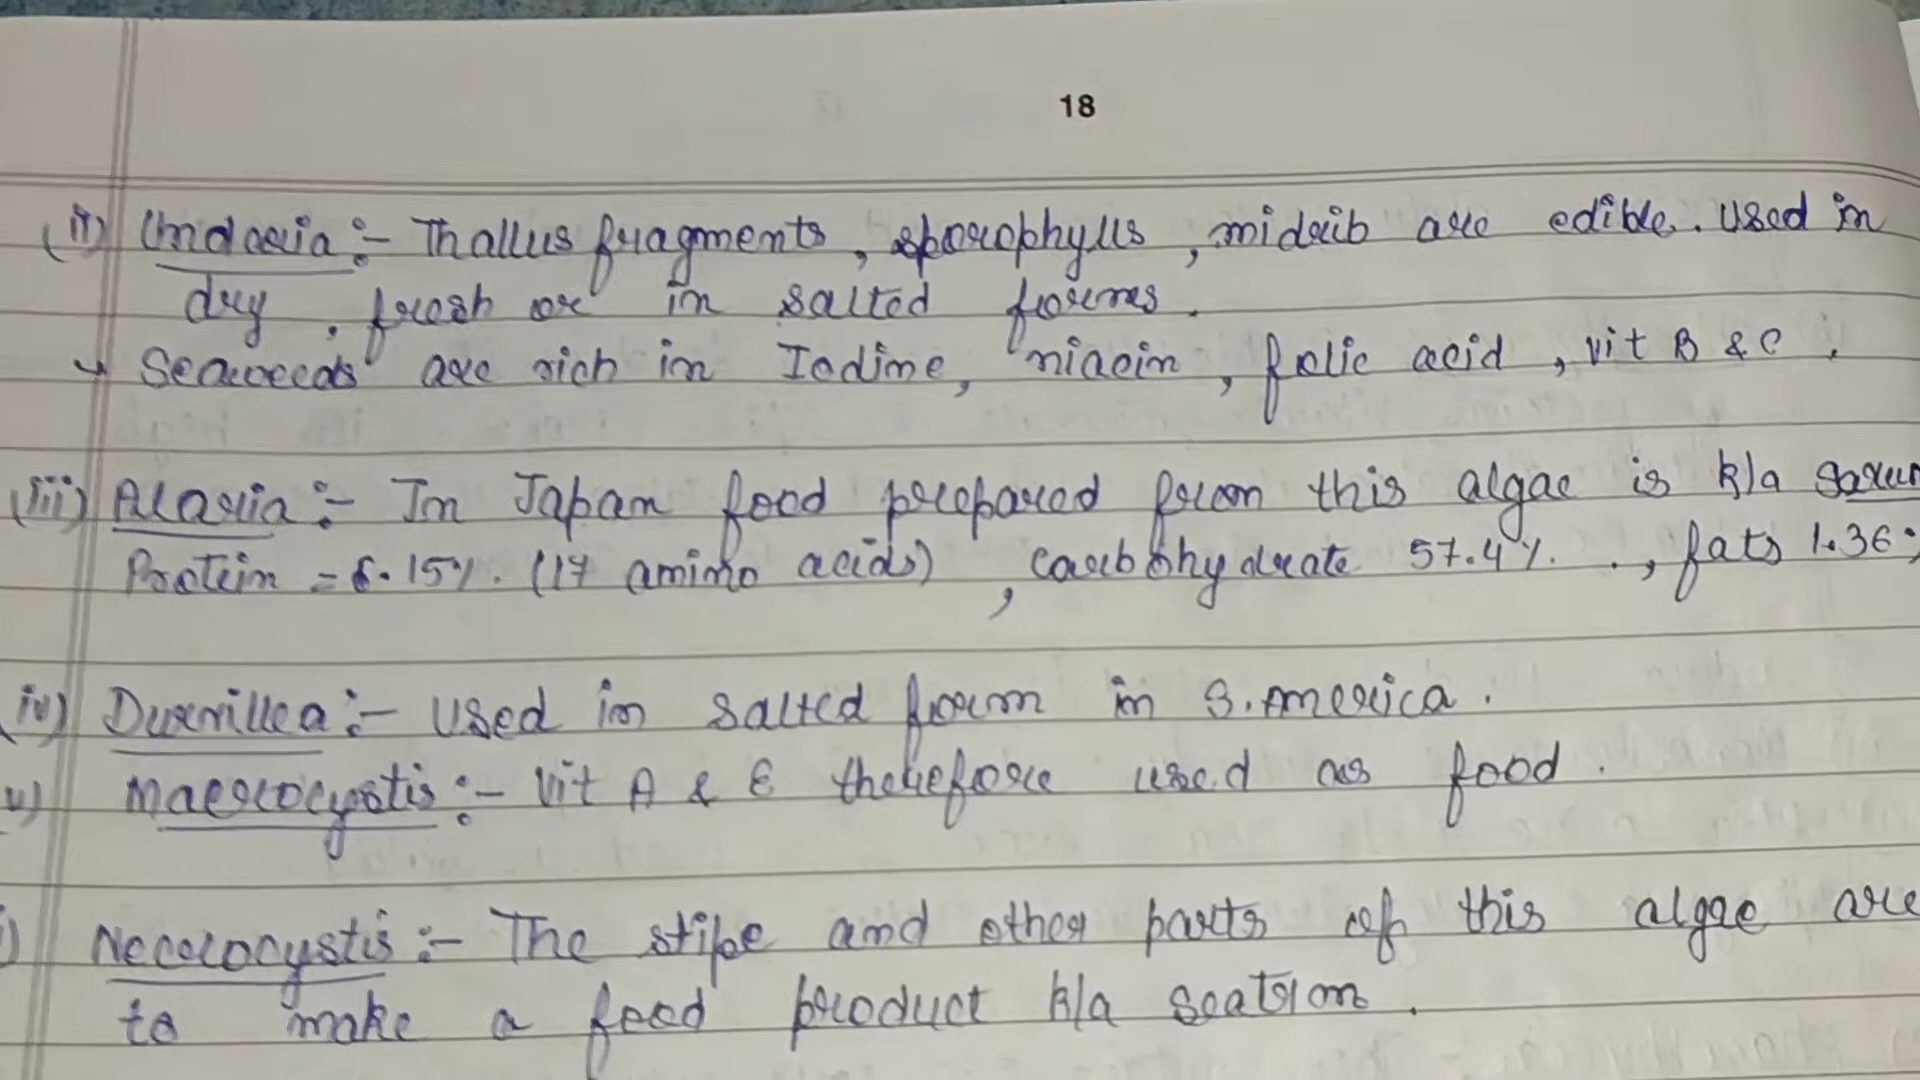 18
(ii) Undaria :- Thallus fragments, sporophylls, midrib are edible. Used in
dry, fresh or in salted forms.
→ Seaweeds are rich in Iodine, niacin, folic acid, vit B & C.
(iii) Alaria :- In Japan food prepared from this algae is k/a
Protein = 6.15%. (17 amino acids), carbohydrate 57.4%., fats 1.36%
iv) Durvillea :- Used in salted form in S. America.
v) Macrocystis :- Vit A & E therefore used as food.
i) Nereocystis :- The stipe and other parts of this algae are
to make a food product k/a seatron.